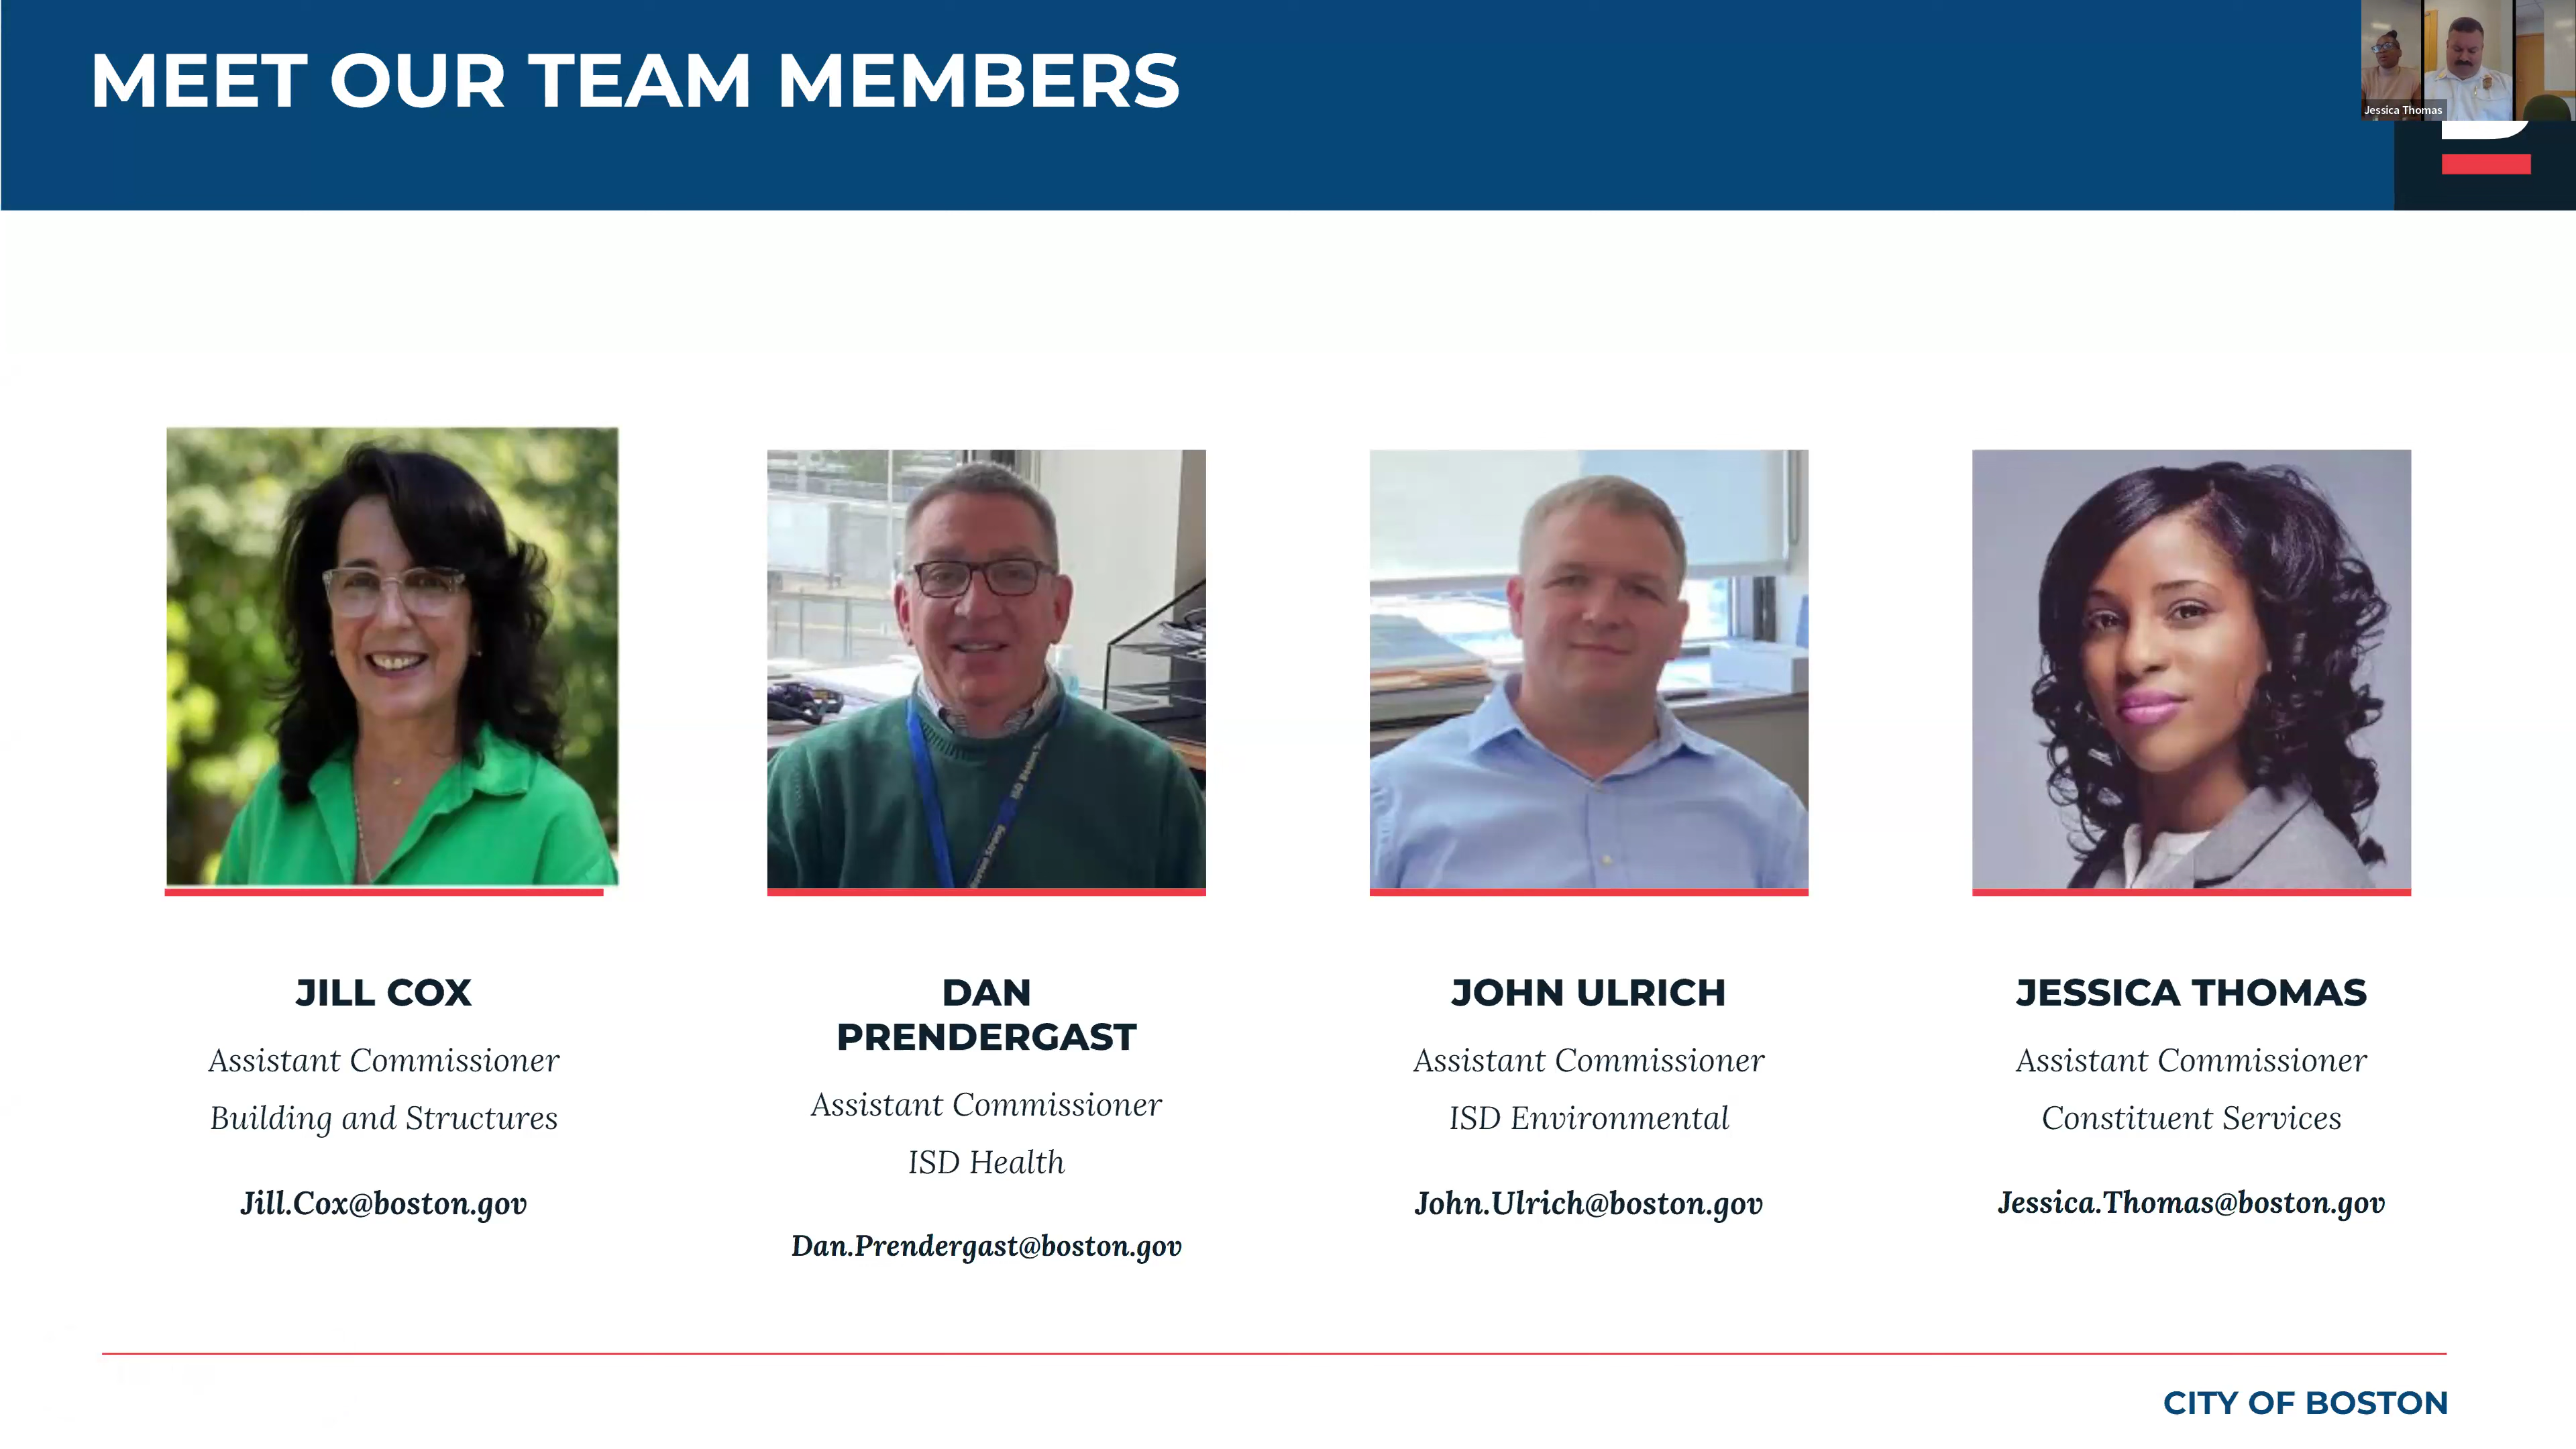 MEET OUR TEAM MEMBERS
Jessica Thomas
JILL COX
Assistant Commissioner
Building and Structures
Jill.Cox@boston.gov
DAN
PRENDERGAST
Assistant Commissioner
ISD Health
Dan.Prendergast@boston.gov
JOHN ULRICH
Assistant Commissioner
ISD Environmental
John.Ulrich@boston.gov
JESSICA THOMAS
Assistant Commissioner
Constituent Services
Jessica.Thomas@boston.gov
CITY OF BOSTON